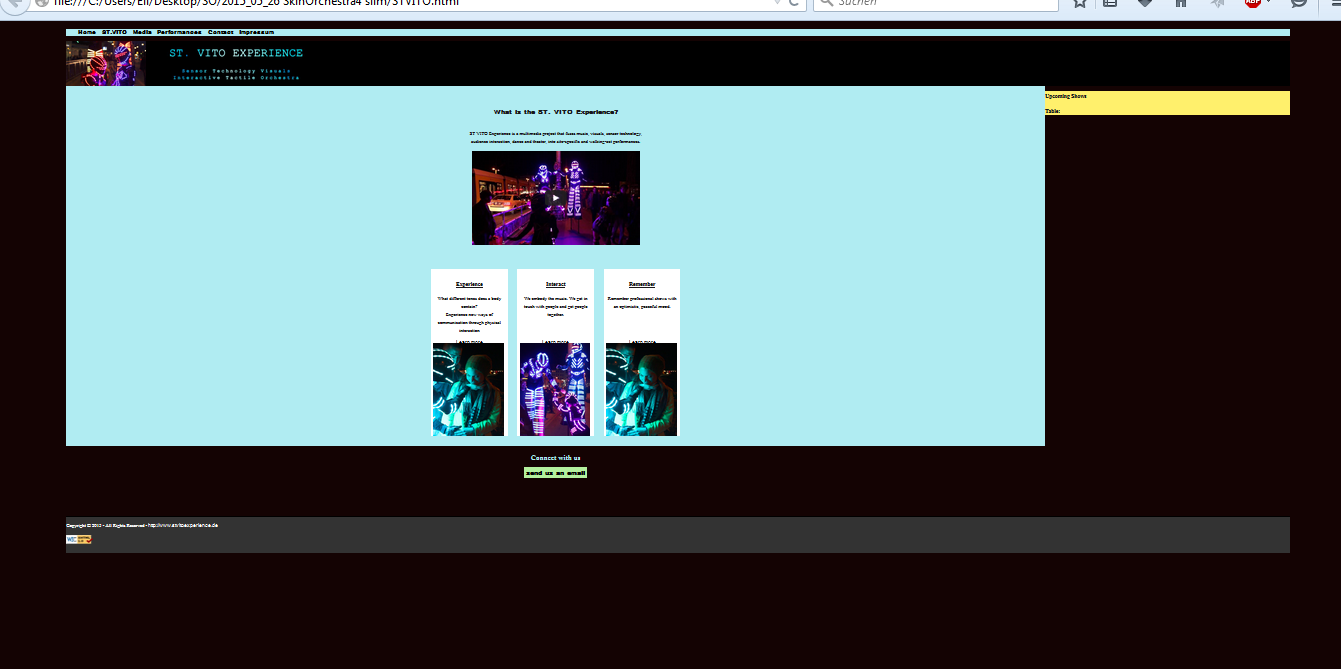 file:///C:/Users/Eli/Desktop/SO/2015_05_26 SkinOrchestra4 slim/STVITO.html
Suchen
ABP
Home ST.VITO Media Performances Contact Impressum
ST. VITO EXPERIENCE
Sensor Technology Visuals
Interactive Tactile Orchestra
Upcoming Shows
Table:
What is the ST. VITO Experience?
ST VITO Experience is a multimedia project that fuses music, visuals, sensor technology,
audience interaction, dance and theater, into site-specific and walking-act performances.
Experience
What different tones does a body
contain?
Experience new ways of
communication through physical
interaction
Learn more
Interact
We embody the music. We get in
touch with people and get people
together.
Learn more
Remember
Remember professional shows with
an optimistic, peaceful mood.
Learn more
Connect with us
send us an email
Copyright © 2015 - All Rights Reserved - http://www.stvitoexperience.de
W3C